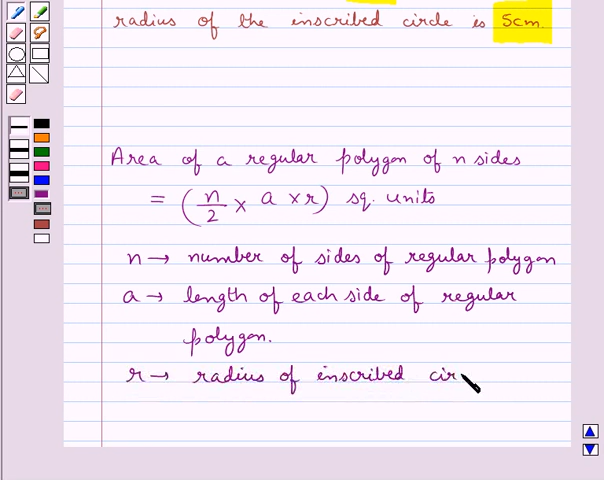 radius of the inscribed circle is 5cm
Area of a regular polygon of n sides
= (n/2 × a × r) sq. units
n → number of sides of regular polygon
a → length of each side of regular
polygon.
r → radius of inscribed cir